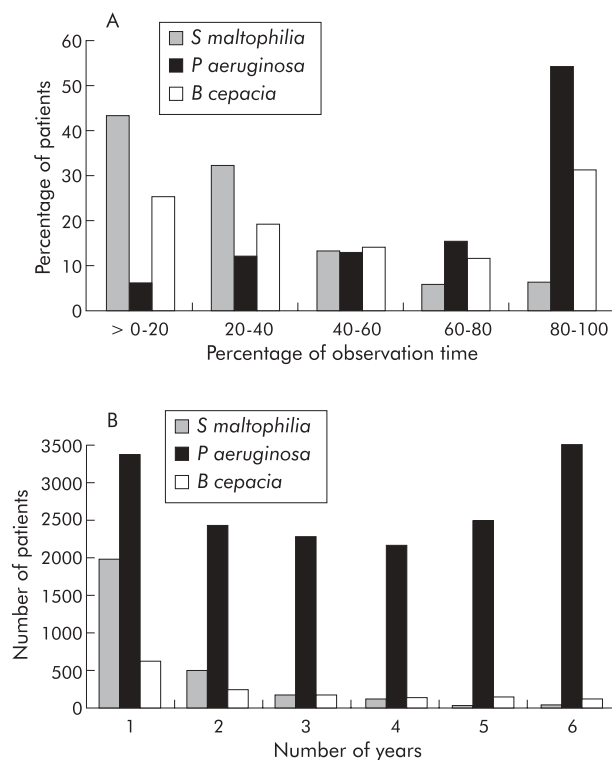 A
S maltophilia
P aeruginosa
B cepacia
Percentage of patients
60
50
40
30
20
10
0
> 0-20 20-40 40-60 60-80 80-100
Percentage of observation time
B
S maltophilia
P aeruginosa
B cepacia
Number of patients
3500
3000
2500
2000
1500
1000
500
0
1 2 3 4 5 6
Number of years